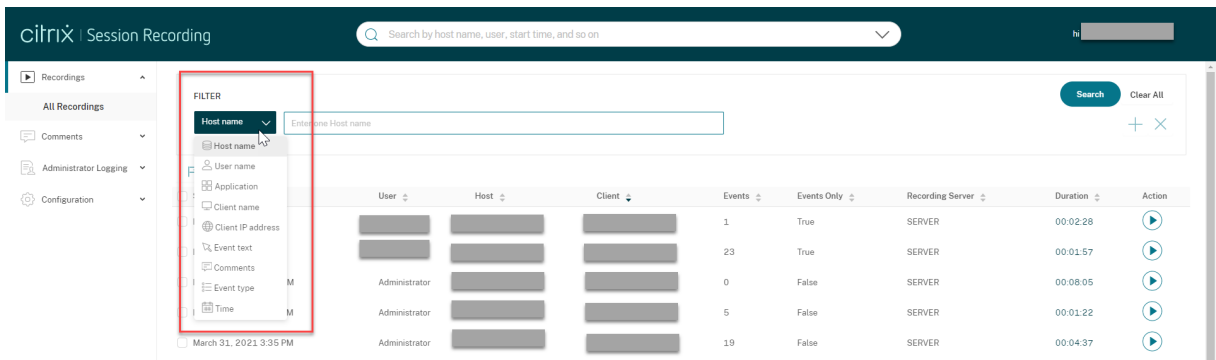 citrix | Session Recording
Search by host name, user, start time, and so on
hi
Recordings
All Recordings
Comments
Administrator Logging
Configuration
FILTER
Search
Clear All
Host name
Enter one Host name
Host name
User name
Application
Client name
Client IP address
Event text
Comments
Event type
Time
User Host Client Events Events Only Recording Server Duration Action
1 True SERVER 00:02:28
23 True SERVER 00:01:57
M Administrator 0 False SERVER 00:08:05
M Administrator 5 False SERVER 00:01:22
March 31, 2021 3:35 PM Administrator 19 False SERVER 00:04:37